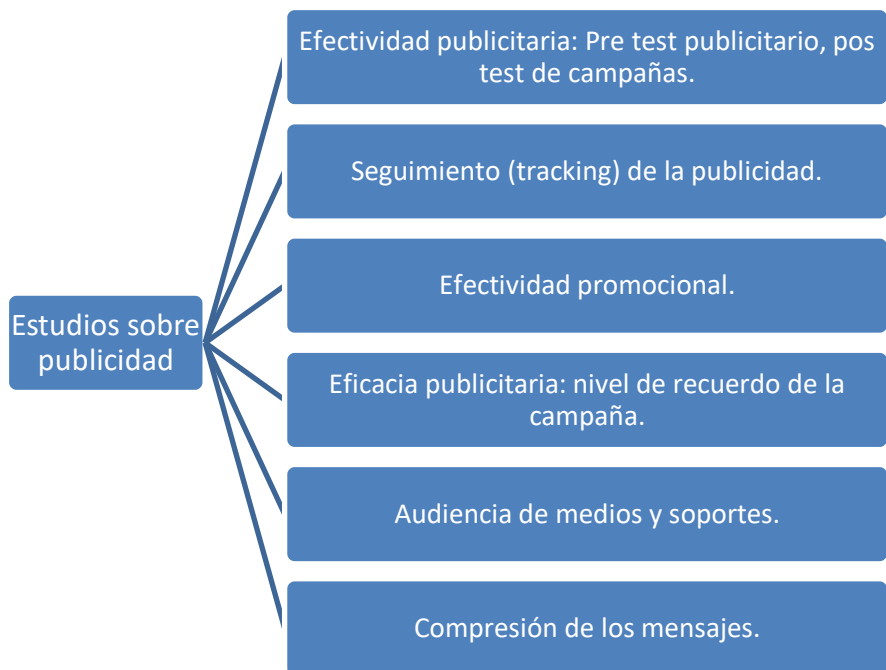 Efectividad publicitaria: Pre test publicitario, pos
test de campañas.
Seguimiento (tracking) de la publicidad.
Efectividad promocional.
Estudios sobre
publicidad
Eficacia publicitaria: nivel de recuerdo de la
campaña.
Audiencia de medios y soportes.
Compresión de los mensajes.